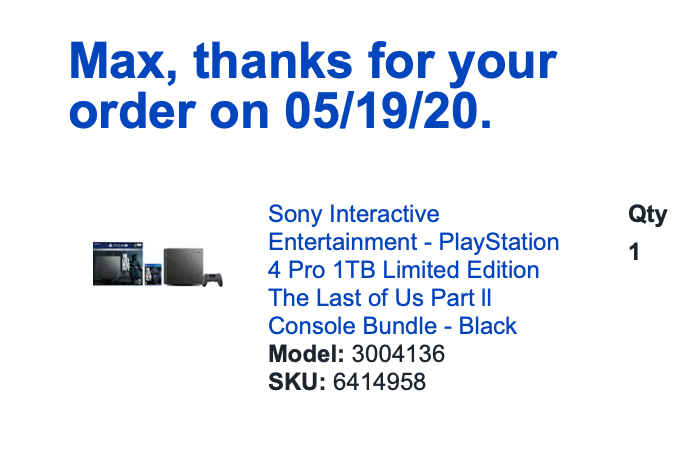 Max, thanks for your
order on 05/19/20.
Sony Interactive
Entertainment - PlayStation
4 Pro 1TB Limited Edition
The Last of Us Part ll
Console Bundle - Black
Model: 3004136
SKU: 6414958
Qty
1